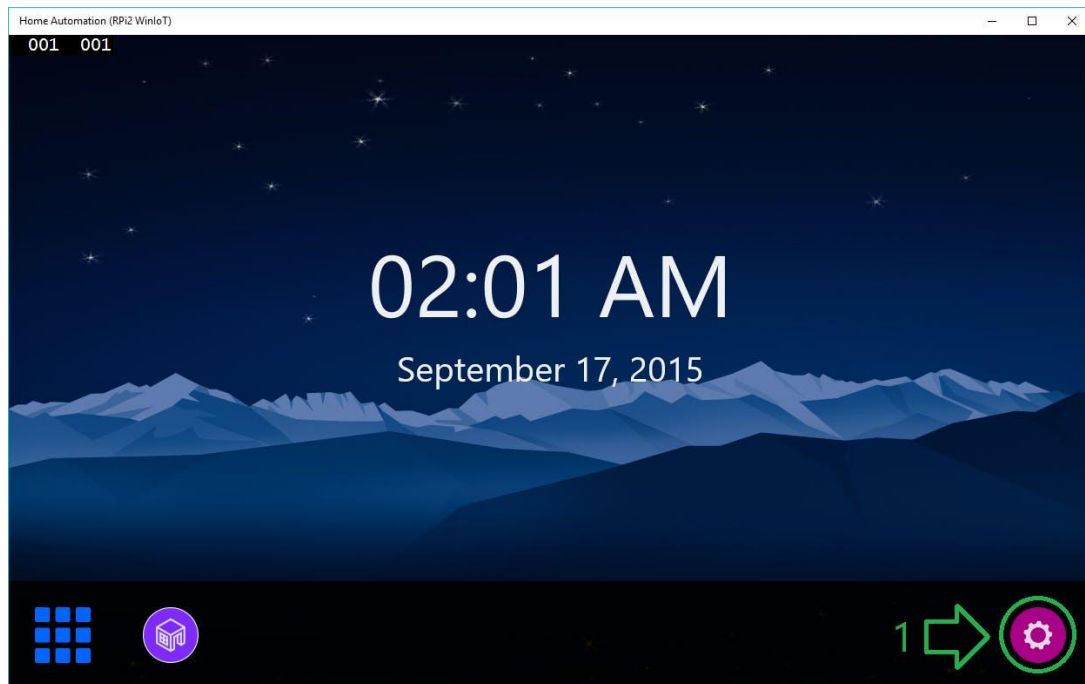 Home Automation (RPi2 WinIoT)
001 001
02:01 AM
September 17, 2015
1